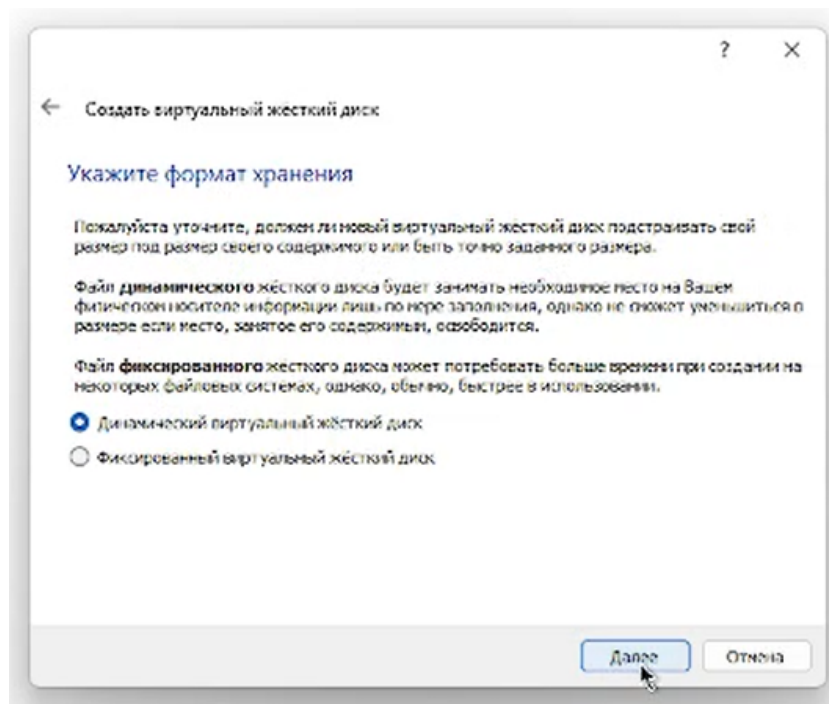 ?
Создать виртуальный жёсткий диск
Укажите формат хранения
Пожалуйста уточните, должен ли новый виртуальный жёсткий диск подстраивать свой
размер под размер своего содержимого или быть точно заданного размера.
Файл динамического жёсткого диска будет занимать необходимое место на Вашем
физическом носителе информации лишь по мере заполнения, однако не сможет уменьшиться в
размере если место, занятое его содержимым, освободится.
Файл фиксированного жёсткого диска может потребовать больше времени при создании на
некоторых файловых системах, однако, обычно, быстрее в использовании.
Динамический виртуальный жёсткий диск
Фиксированный виртуальный жёсткий диск
Далее
Отмена